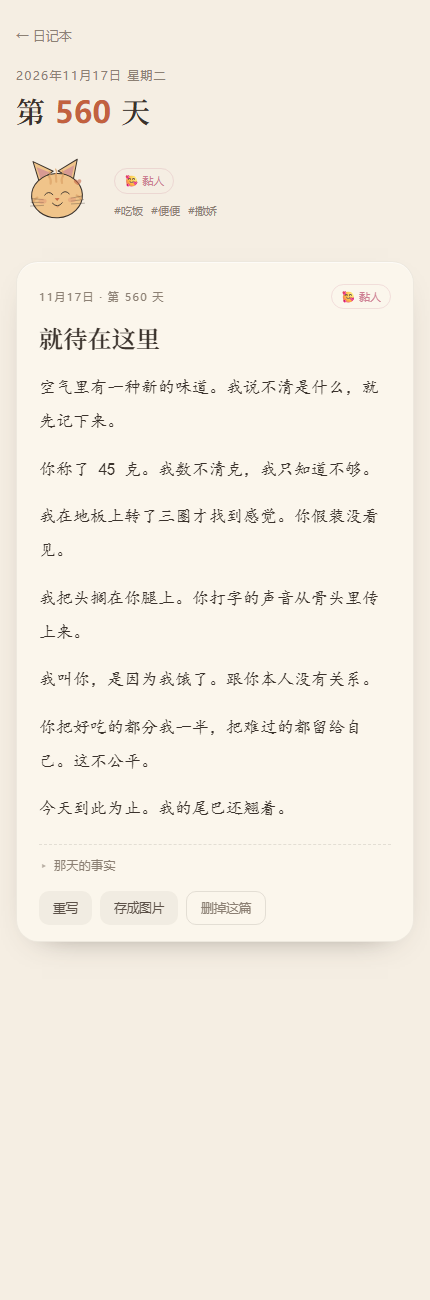 ← 日记本
2026年11月17日 星期二
第 560 天
🥰 黏人
#吃饭 #便便 #撒娇
11月17日 · 第 560 天
🥰 黏人
就待在这里
空气里有一种新的味道。我说不清是什么，就
先记下来。
你称了 45 克。我数不清克，我只知道不够。
我在地板上转了三圈才找到感觉。你假装没看
见。
我把头搁在你腿上。你打字的声音从骨头里传
上来。
我叫你，是因为我饿了。跟你本人没有关系。
你把好吃的都分我一半，把难过的都留给自
己。这不公平。
今天到此为止。我的尾巴还翘着。
▸ 那天的事实
重写
存成图片
删掉这篇